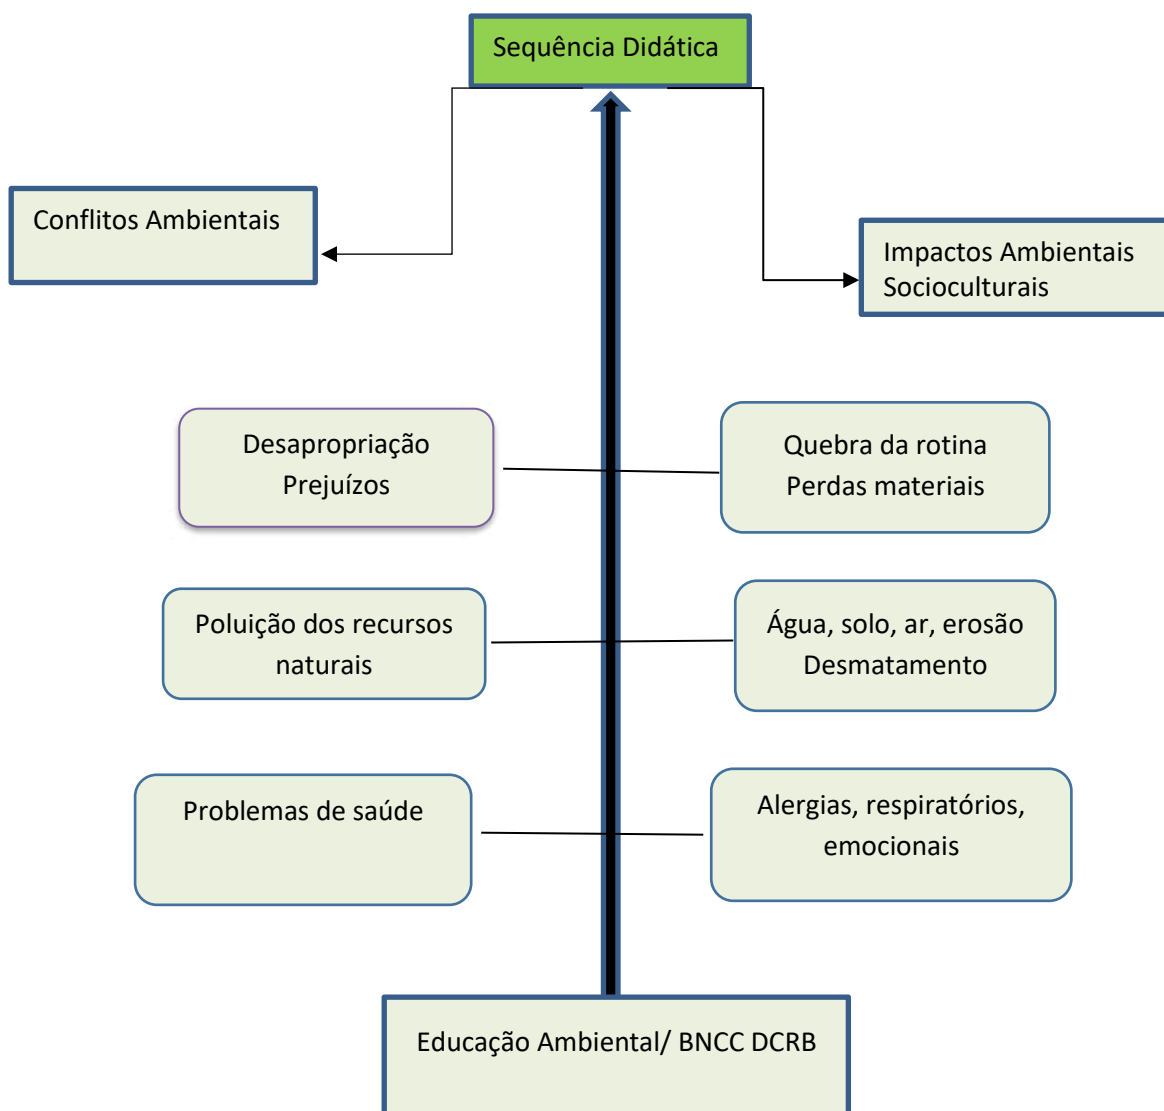 Sequência Didática
Conflitos Ambientais
Impactos Ambientais
Socioculturais
Desapropriação
Prejuízos
Quebra da rotina
Perdas materiais
Poluição dos recursos
naturais
Água, solo, ar, erosão
Desmatamento
Problemas de saúde
Alergias, respiratórios,
emocionais
Educação Ambiental/ BNCC DCRB